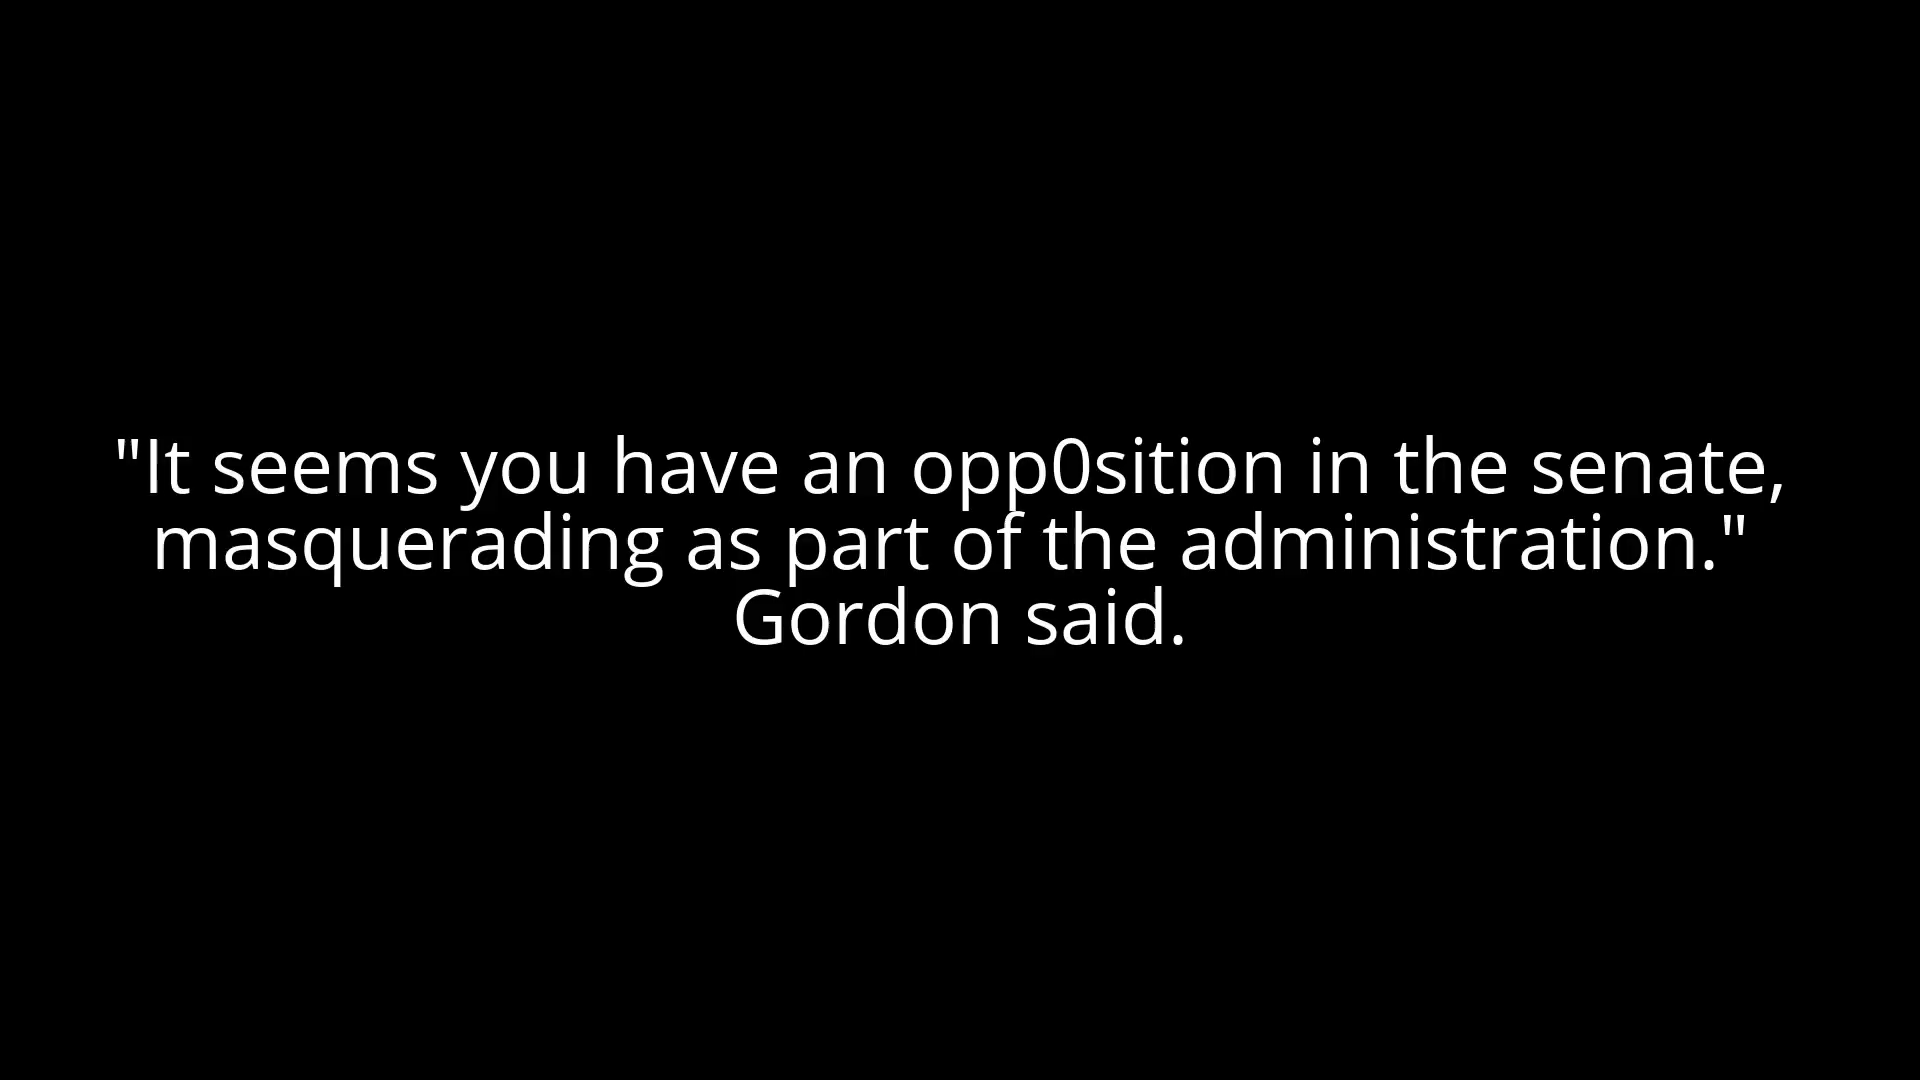 "It seems you have an opp0sition in the senate,
masquerading as part of the administration."
Gordon said.